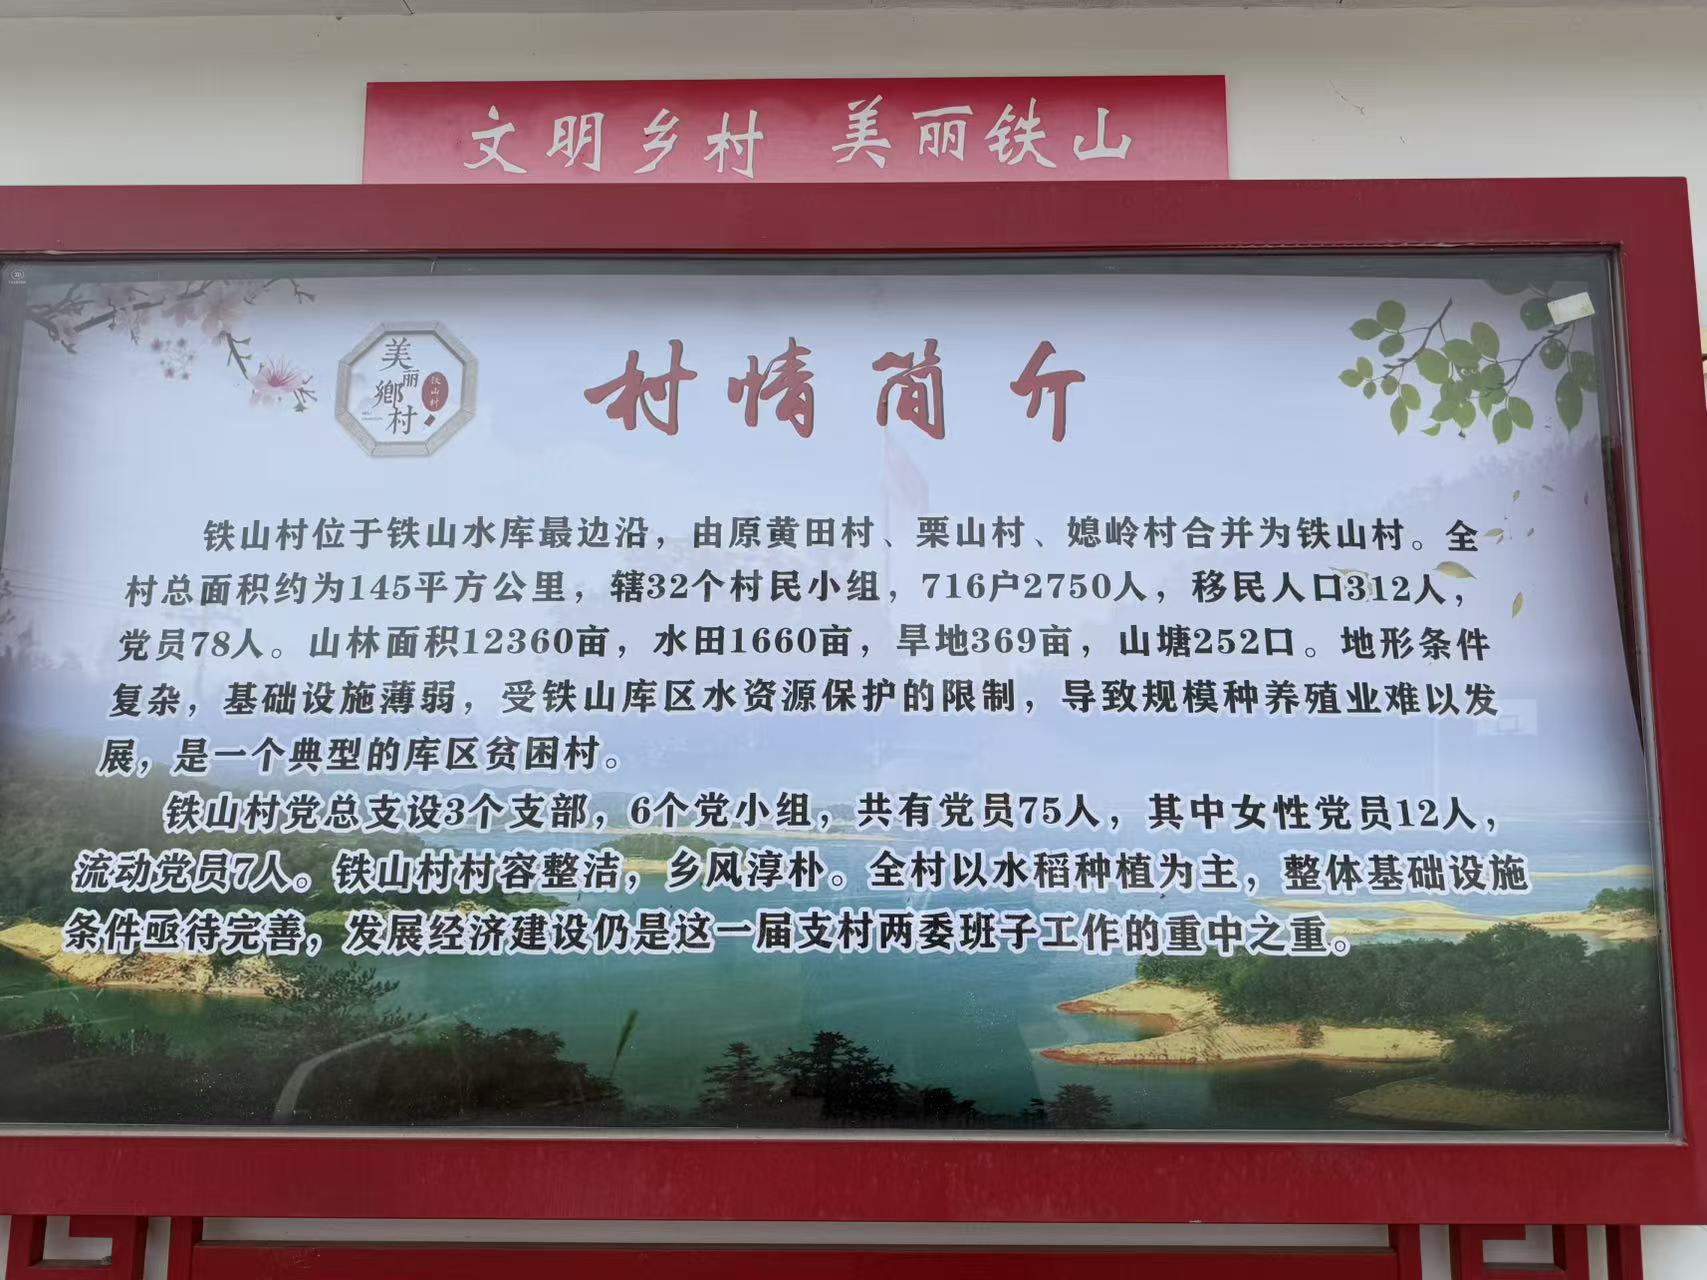 文明乡村 美丽铁山
美丽鄉村
铁山村
村情简介
铁山村位于铁山水库最边沿，由原黄田村、栗山村、媳岭村合并为铁山村。全
村总面积约为145平方公里，辖32个村民小组，716户2750人，移民人口312人，
党员78人。山林面积12360亩，水田1660亩，旱地369亩，山塘252口。地形条件
复杂，基础设施薄弱，受铁山库区水资源保护的限制，导致规模种养殖业难以发
展，是一个典型的库区贫困村。
铁山村党总支设3个支部，6个党小组，共有党员75人，其中女性党员12人，
流动党员7人。铁山村村容整洁，乡风淳朴。全村以水稻种植为主，整体基础设施
条件亟待完善，发展经济建设仍是这一届支村两委班子工作的重中之重。